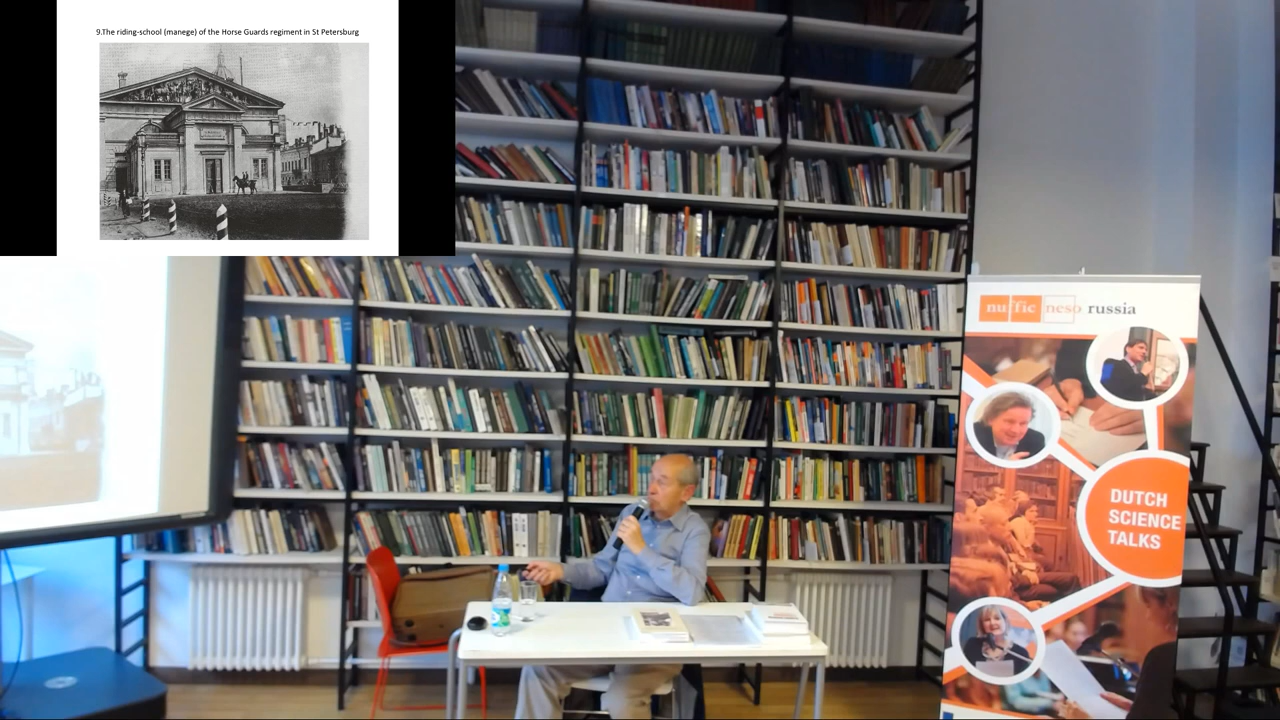 9.The riding-school (manege) of the Horse Guards regiment in St Petersburg
nuffic neso russia
DUTCH
SCIENCE
TALKS